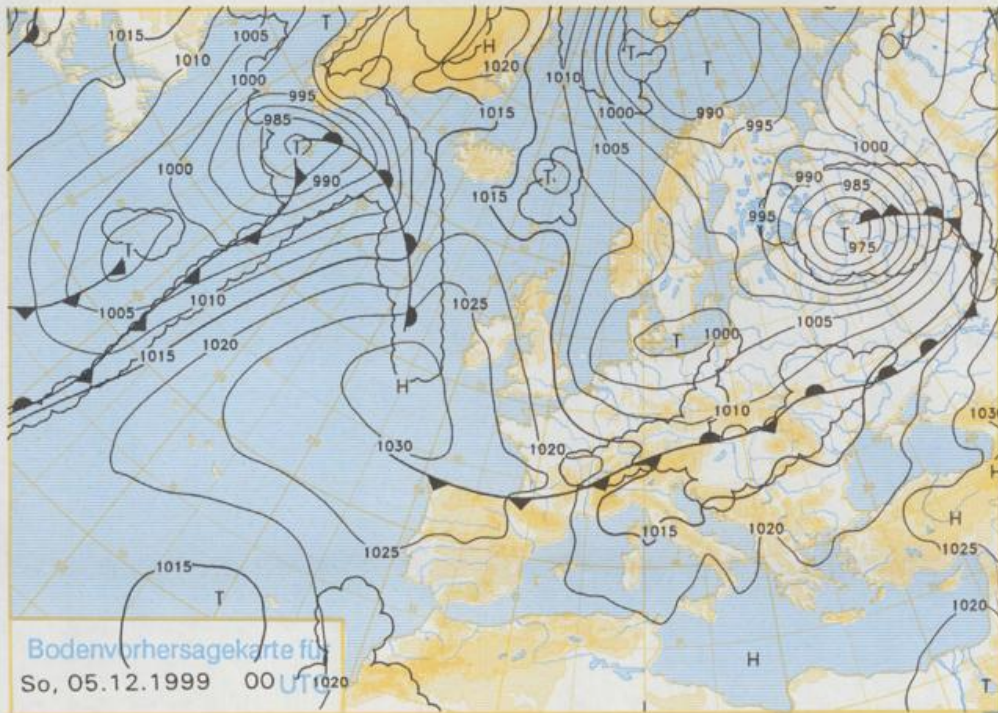 T
1015 1005 H
1010 1020 1010 T T
1000 995 1015 T 990
985 1000 995
T 1005 1000
1000 990 1015 T 990 985
995
T T 975
1005 1010 1025 1005
1015 1020 T 1000
H 1010 1030
1030 1020
H
1015 1020 H
1025 1025
1015 T 1020
H
Bodenvorhersagekarte für
So, 05.12.1999 00 UTC 1020 T